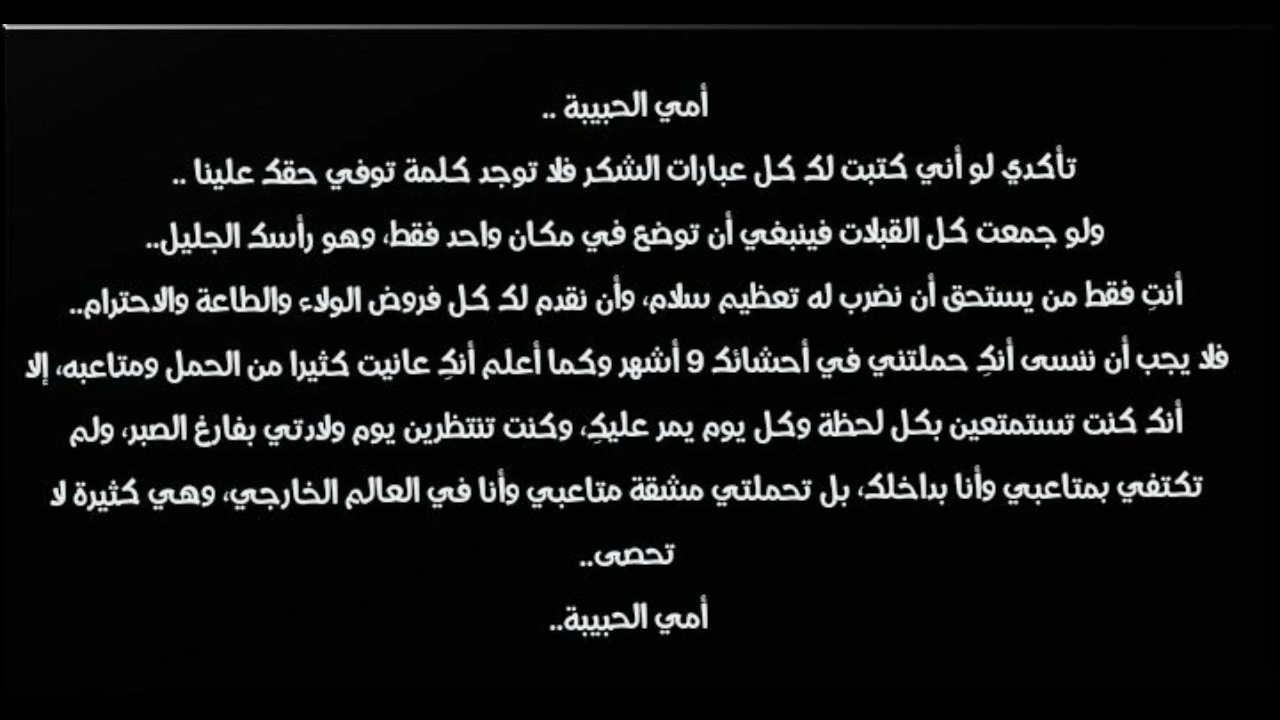 أمي الحبيبة ..
تأكدي لو أني كتبت لك كل عبارات الشكر فلا توجد كلمة توفي حقك علينا ..
ولو جمعت كل القبلات فينبغي أن توضع في مكان واحد فقط، وهو رأسك الجليل..
أنتِ فقط من يستحق أن نضرب له تعظيم سلام، وأن نقدم لك كل فروض الولاء والطاعة والاحترام..
فلا يجب أن ننسى أنكِ حملتني في أحشائك 9 أشهر وكما أعلم أنكِ عانيت كثيرا من الحمل ومتاعبه، إلا
أنك كنت تستمتعين بكل لحظة وكل يوم يمر عليكِ، وكنت تنتظرين يوم ولادتي بفارغ الصبر، ولم
تكتفي بمتاعبي وأنا بداخلك، بل تحملتي مشقة متاعبي وأنا في العالم الخارجي، وهي كثيرة لا
تحصى..
أمي الحبيبة..